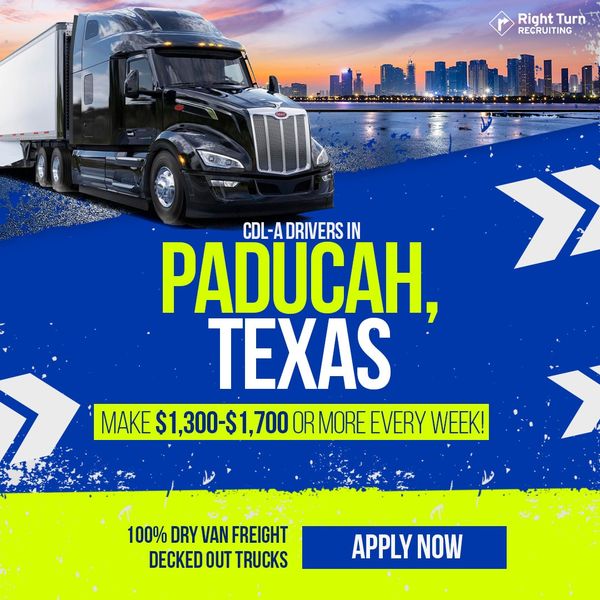 Right Turn
RECRUITING
CDL-A DRIVERS IN
PADUCAH,
TEXAS
MAKE $1,300-$1,700 OR MORE EVERY WEEK!
100% DRY VAN FREIGHT
DECKED OUT TRUCKS
APPLY NOW